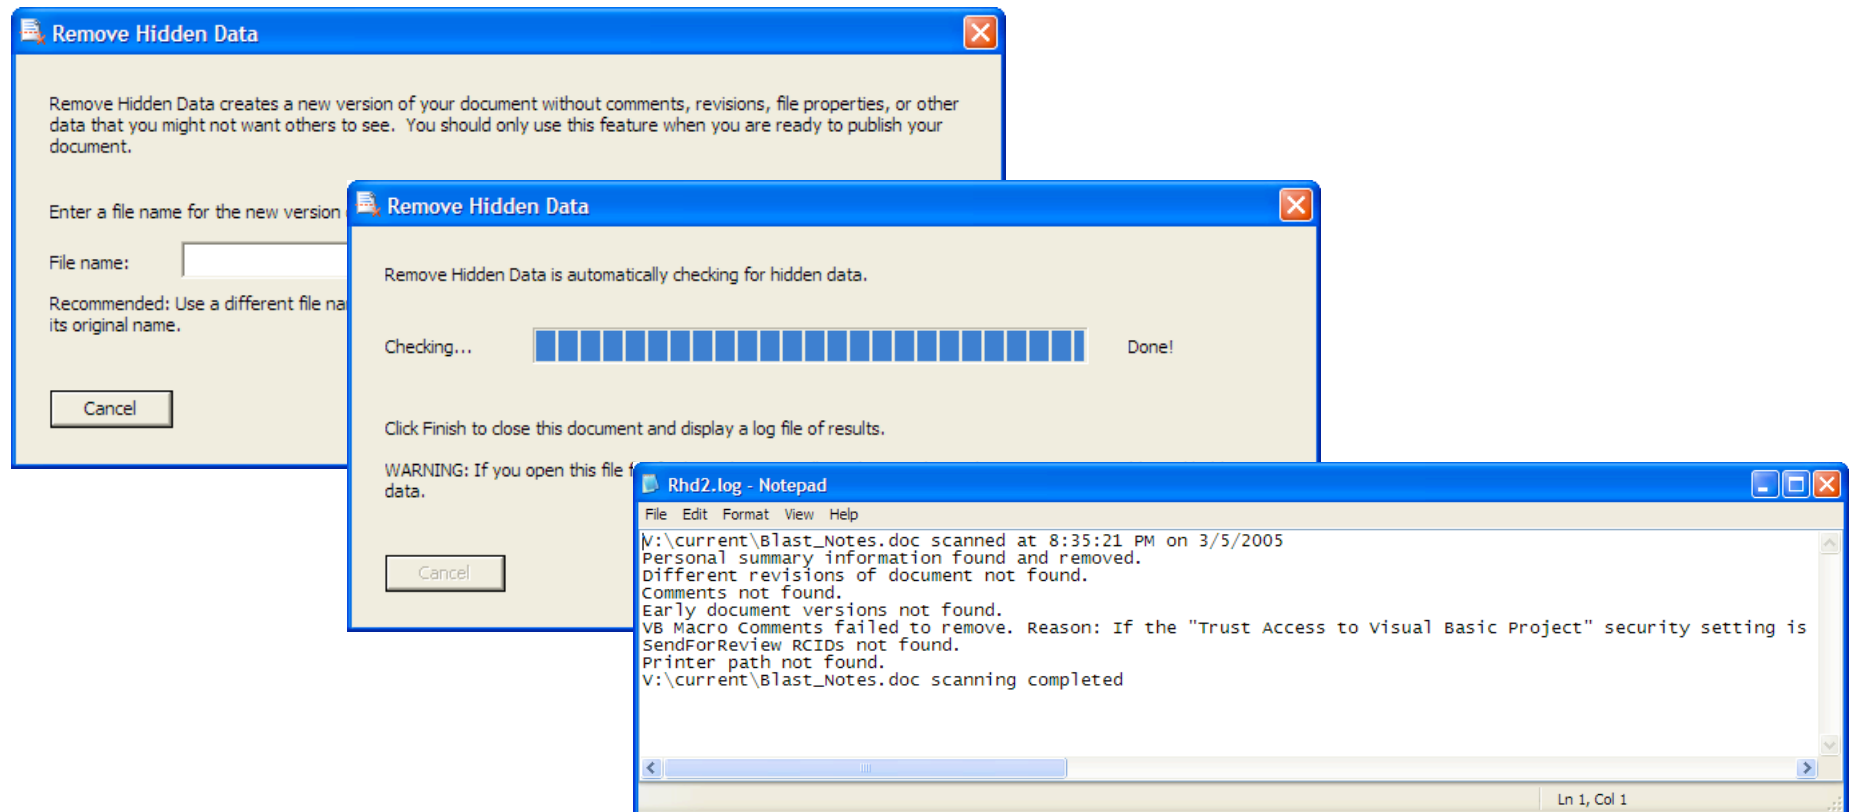 Remove Hidden Data
Remove Hidden Data creates a new version of your document without comments, revisions, file properties, or other
data that you might not want others to see.  You should only use this feature when you are ready to publish your
document.
Enter a file name for the new version
File name:
Recommended: Use a different file
its original name.
Cancel
Remove Hidden Data
Remove Hidden Data is automatically checking for hidden data.
Checking...
Done!
Click Finish to close this document and display a log file of results.
WARNING: If you open this file
data.
Cancel
Rhd2.log - Notepad
File Edit Format View Help
V:\current\Blast_Notes.doc scanned at 8:35:21 PM on 3/5/2005
Personal summary information found and removed.
Different revisions of document not found.
Comments not found.
Early document versions not found.
VB Macro Comments failed to remove. Reason: If the "Trust Access to Visual Basic Project" security setting is
SendForReview RCIDs not found.
Printer path not found.
V:\current\Blast_Notes.doc scanning completed
Ln 1, Col 1